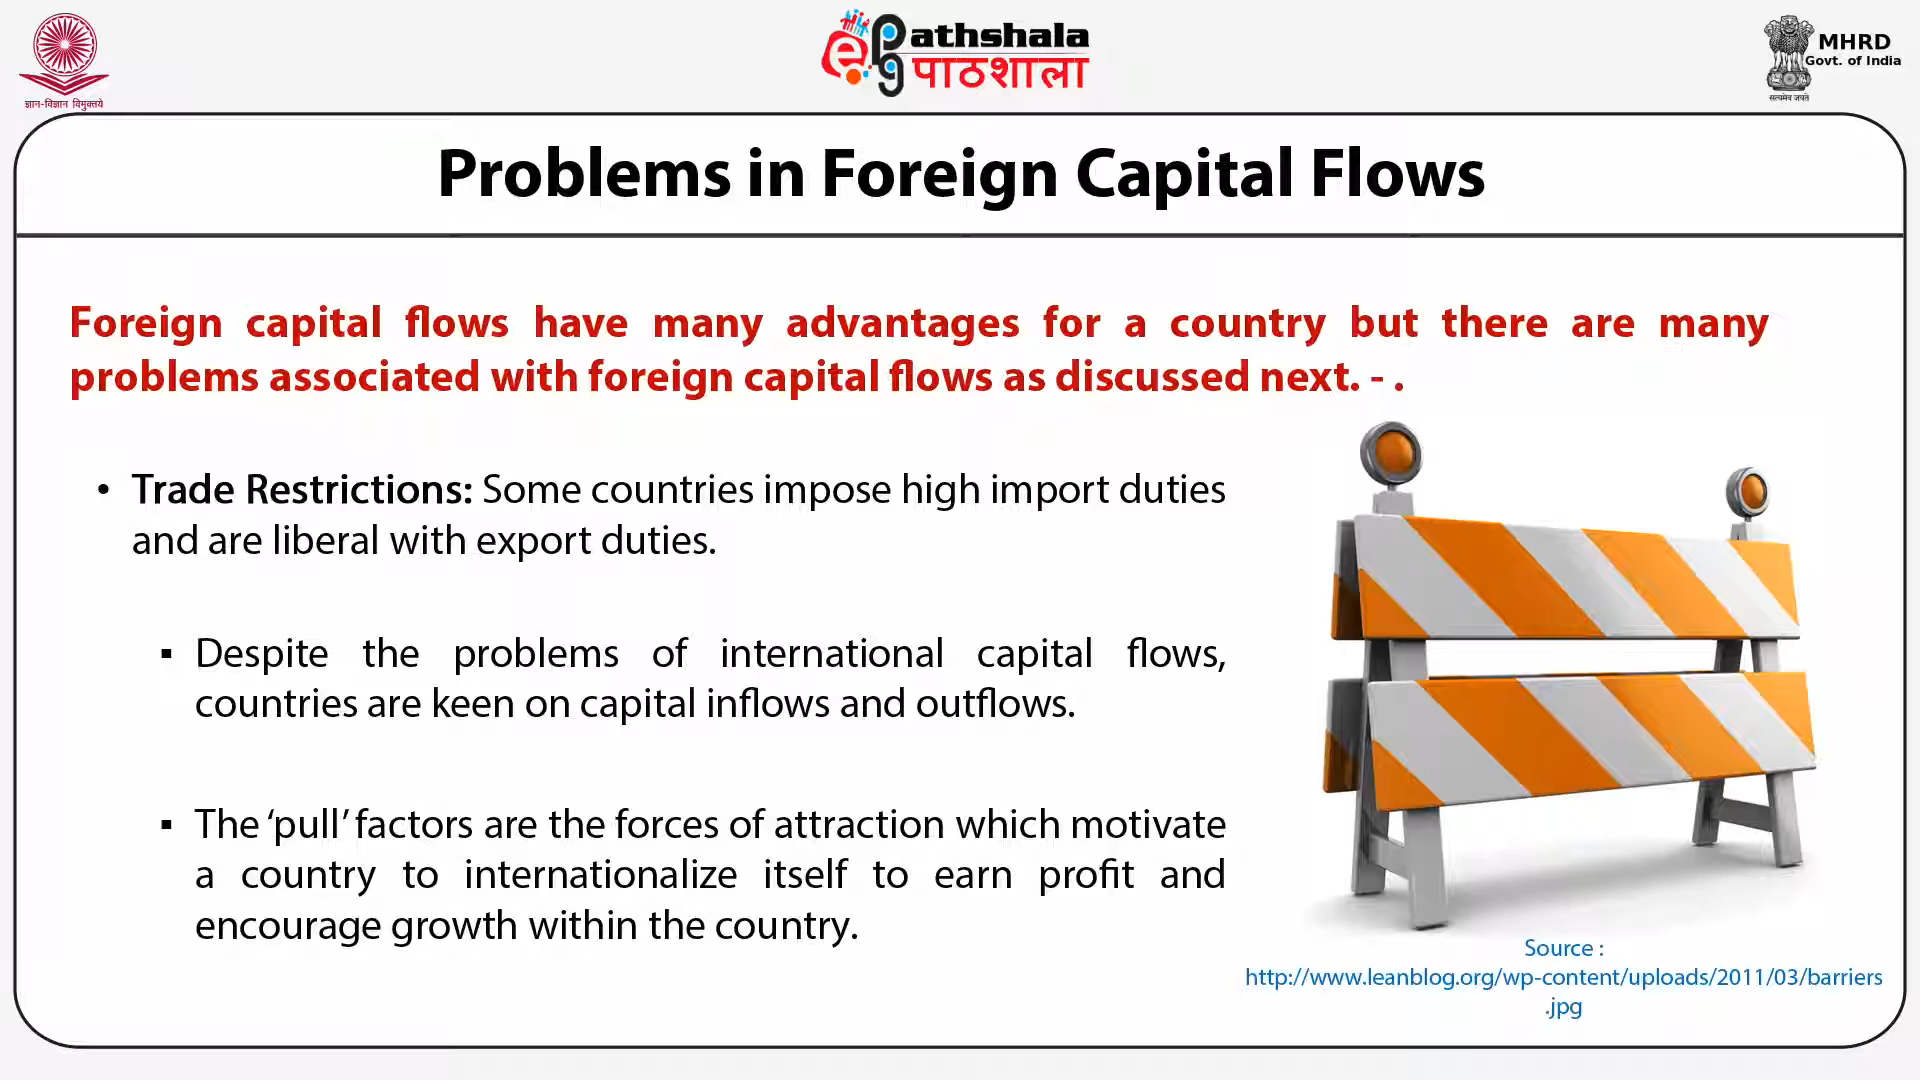 ज्ञान-विज्ञान विमुक्तये
ePathshala
पाठशाला
MHRD
Govt. of India
सत्यमेव जयते
Problems in Foreign Capital Flows
Foreign capital flows have many advantages for a country but there are many
problems associated with foreign capital flows as discussed next. - .
• Trade Restrictions: Some countries impose high import duties
and are liberal with export duties.
▪ Despite the problems of international capital flows,
countries are keen on capital inflows and outflows.
▪ The ‘pull’ factors are the forces of attraction which motivate
a country to internationalize itself to earn profit and
encourage growth within the country.
Source :
http://www.leanblog.org/wp-content/uploads/2011/03/barriers
.jpg